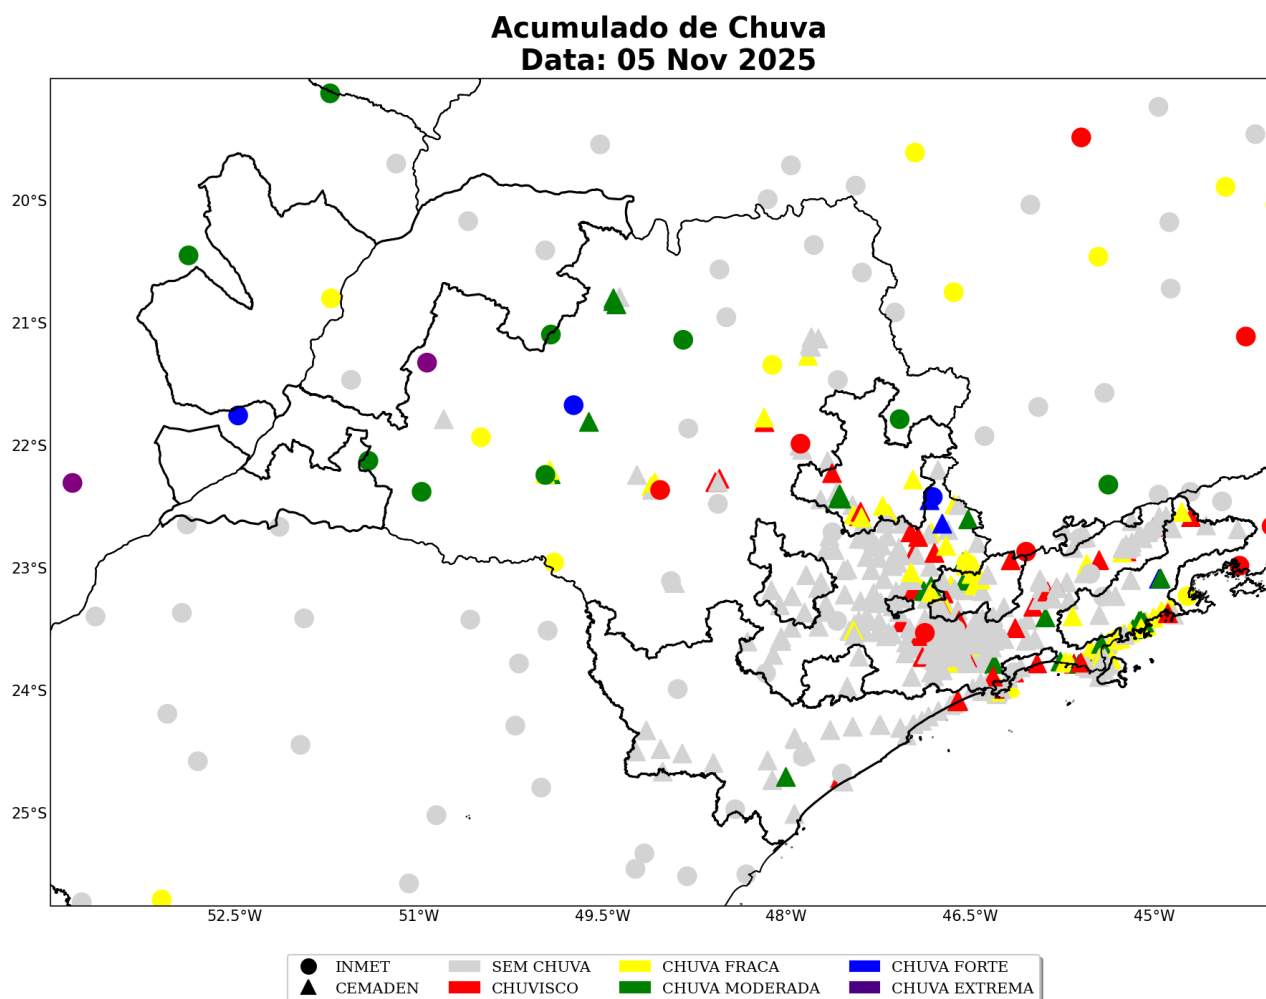 Acumulado de Chuva
Data: 05 Nov 2025
20°S
21°S
22°S
23°S
24°S
25°S
52.5°W 51°W 49.5°W 48°W 46.5°W 45°W
INMET SEM CHUVA CHUVA FRACA CHUVA FORTE
CEMADEN CHUVISCO CHUVA MODERADA CHUVA EXTREMA